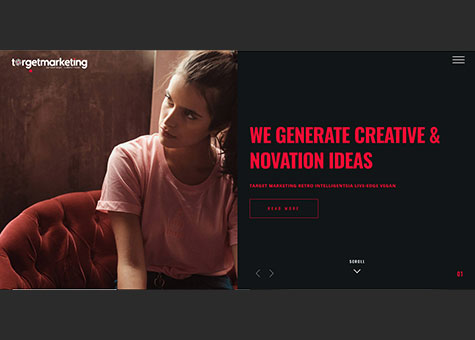 targetmarketing
WE GENERATE CREATIVE &
NOVATION IDEAS
TARGET MARKETING RETRO INTELLIGENTSIA LIVE-EDGE VEGAN
READ MORE
SCROLL
01